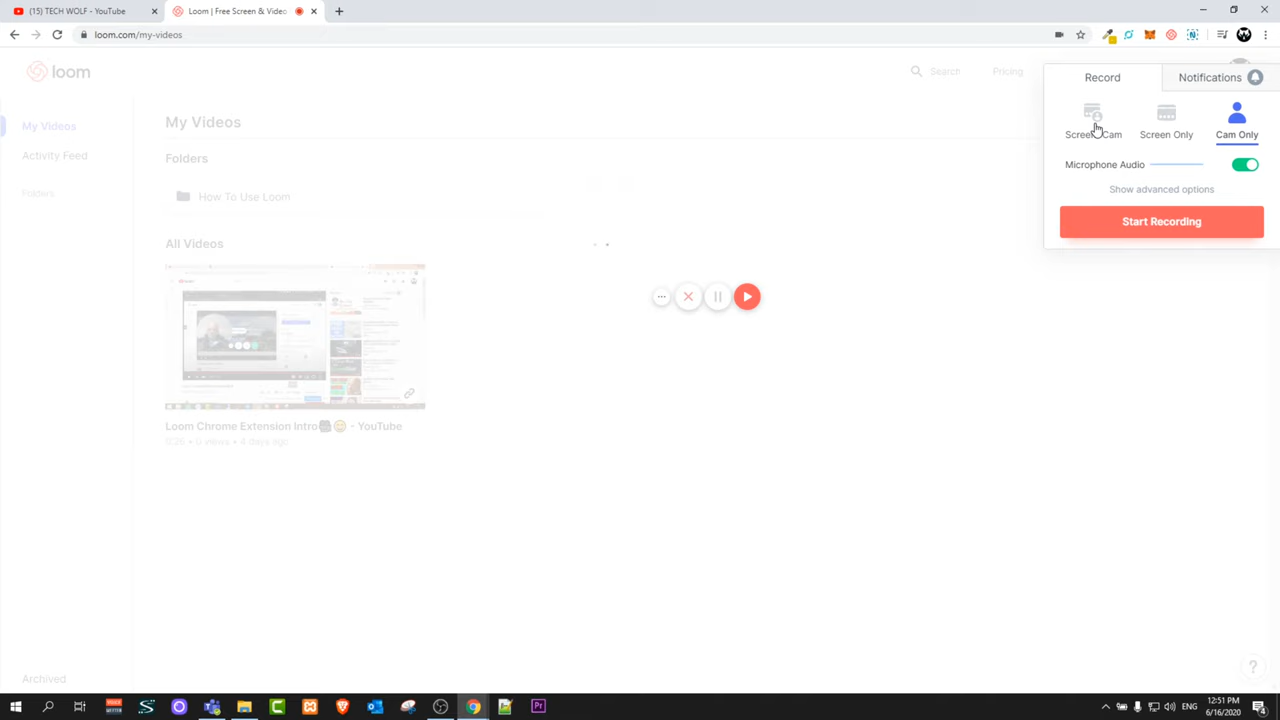 (15) TECH WOLF - YouTube
Loom | Free Screen & Video
loom.com/my-videos
loom
Search
Pricing
Record
Notifications
Screen Cam
Screen Only
Cam Only
Microphone Audio
Show advanced options
Start Recording
My Videos
Activity Feed
Folders
My Videos
Folders
How To Use Loom
All Videos
Loom Chrome Extension Intro - YouTube
0:26 • 0 Views • 4 days ago
Archived
?
12:51 PM
6/16/2020
4